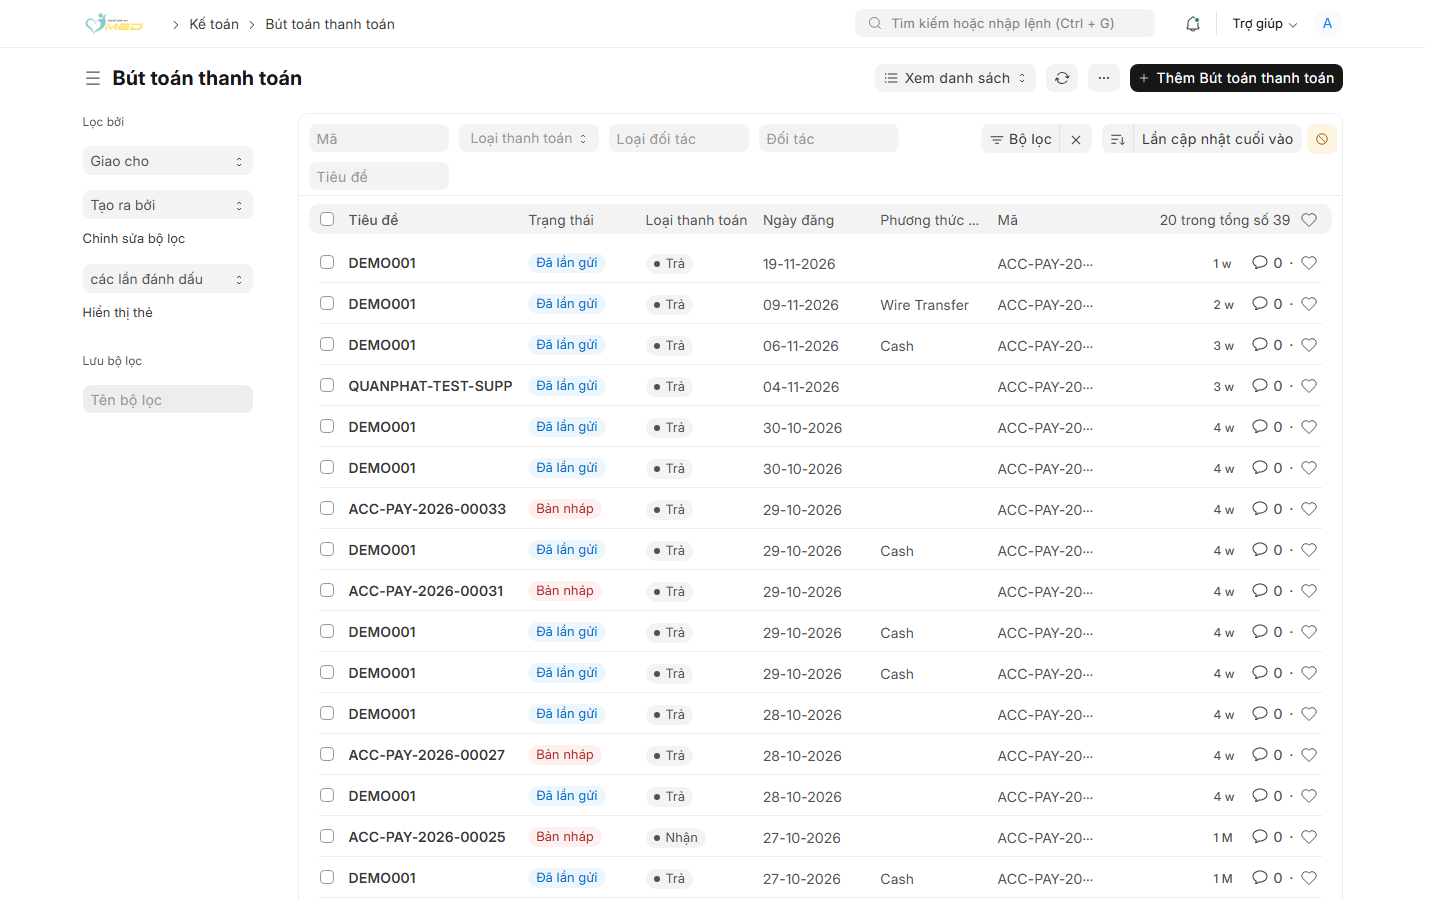 MED
Kế toán
Bút toán thanh toán
Tìm kiếm hoặc nhập lệnh (Ctrl + G)
Trợ giúp
A
Bút toán thanh toán
Xem danh sách
Thêm Bút toán thanh toán
Lọc bởi
Giao cho
Tạo ra bởi
Chỉnh sửa bộ lọc
các lần đánh dấu
Hiển thị thẻ
Lưu bộ lọc
Tên bộ lọc
Mã
Loại thanh toán
Loại đối tác
Đối tác
Bộ lọc
Lần cập nhật cuối vào
Tiêu đề
Tiêu đề Trạng thái Loại thanh toán Ngày đăng Phương thức ... Mã 20 trong tổng số 39
DEMO001 Đã lần gửi Trả 19-11-2026 ACC-PAY-20... 1 w 0
DEMO001 Đã lần gửi Trả 09-11-2026 Wire Transfer ACC-PAY-20... 2 w 0
DEMO001 Đã lần gửi Trả 06-11-2026 Cash ACC-PAY-20... 3 w 0
QUANPHAT-TEST-SUPP Đã lần gửi Trả 04-11-2026 ACC-PAY-20... 3 w 0
DEMO001 Đã lần gửi Trả 30-10-2026 ACC-PAY-20... 4 w 0
DEMO001 Đã lần gửi Trả 30-10-2026 ACC-PAY-20... 4 w 0
ACC-PAY-2026-00033 Bản nháp Trả 29-10-2026 ACC-PAY-20... 4 w 0
DEMO001 Đã lần gửi Trả 29-10-2026 Cash ACC-PAY-20... 4 w 0
ACC-PAY-2026-00031 Bản nháp Trả 29-10-2026 ACC-PAY-20... 4 w 0
DEMO001 Đã lần gửi Trả 29-10-2026 Cash ACC-PAY-20... 4 w 0
DEMO001 Đã lần gửi Trả 29-10-2026 Cash ACC-PAY-20... 4 w 0
DEMO001 Đã lần gửi Trả 28-10-2026 ACC-PAY-20... 4 w 0
ACC-PAY-2026-00027 Bản nháp Trả 28-10-2026 ACC-PAY-20... 4 w 0
DEMO001 Đã lần gửi Trả 28-10-2026 ACC-PAY-20... 4 w 0
ACC-PAY-2026-00025 Bản nháp Nhận 27-10-2026 ACC-PAY-20... 1 M 0
DEMO001 Đã lần gửi Trả 27-10-2026 Cash ACC-PAY-20... 1 M 0